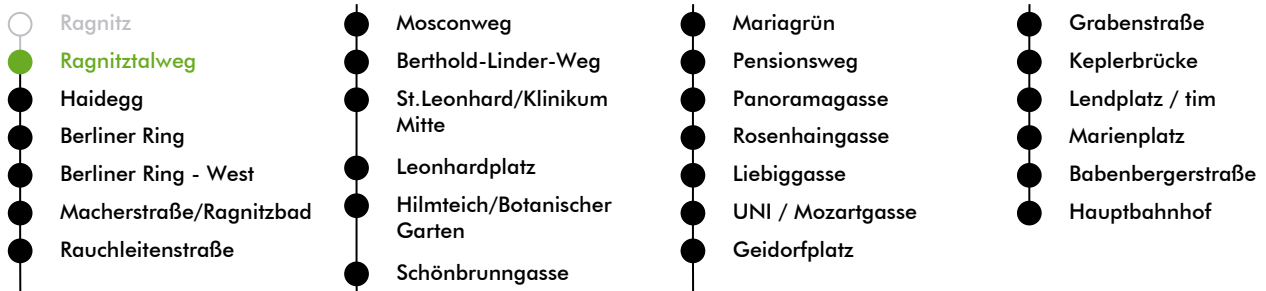 Ragnitz
Ragnitztalweg
Haidegg
Berliner Ring
Berliner Ring - West
Macherstraße/Ragnitzbad
Rauchleitenstraße
Mosconweg
Berthold-Linder-Weg
St.Leonhard/Klinikum
Mitte
Leonhardplatz
Hilmteich/Botanischer
Garten
Schönbrunngasse
Mariagrün
Pensionsweg
Panoramagasse
Rosenhaingasse
Liebiggasse
UNI / Mozartgasse
Geidorfplatz
Grabenstraße
Keplerbrücke
Lendplatz / tim
Marienplatz
Babenbergerstraße
Hauptbahnhof